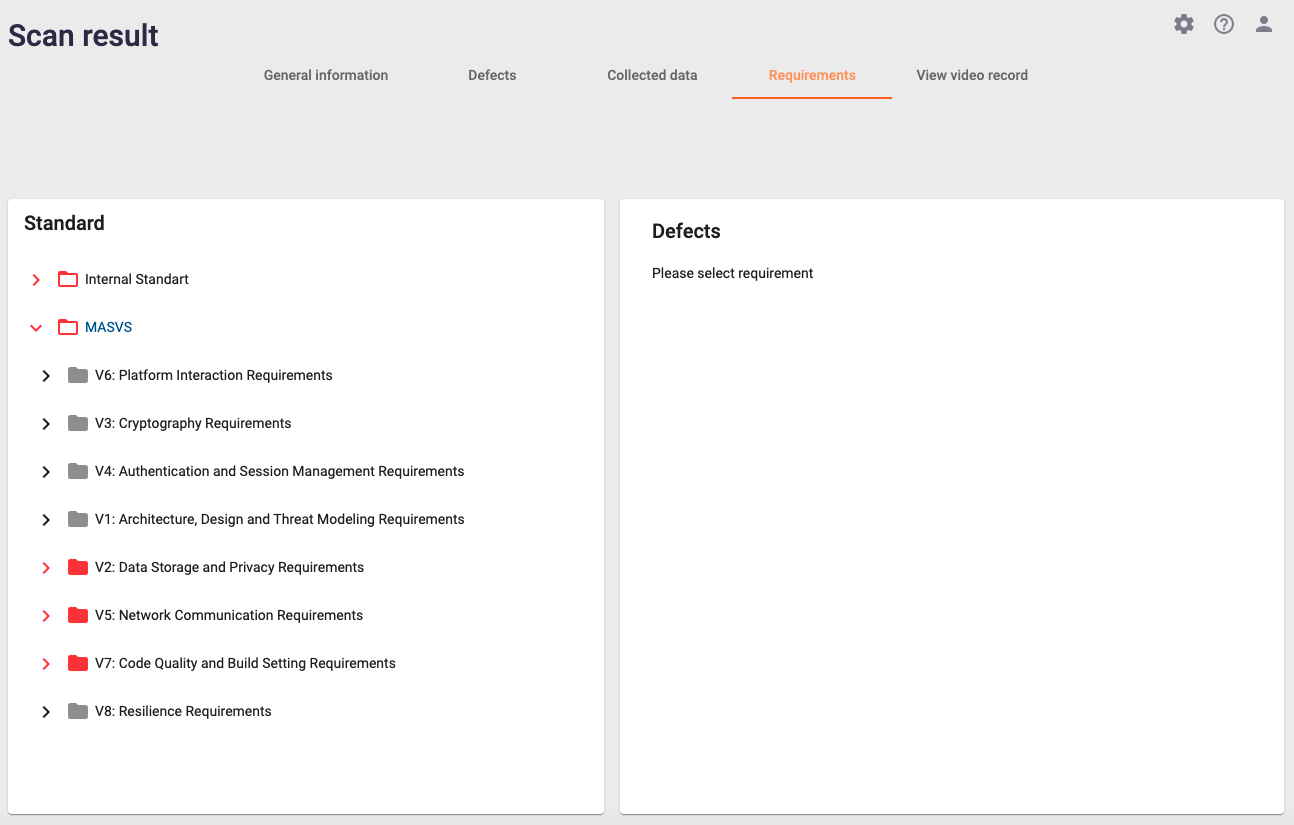 Scan result
General information
Defects
Collected data
Requirements
View video record
Standard
Internal Standart
MASVS
V6: Platform Interaction Requirements
V3: Cryptography Requirements
V4: Authentication and Session Management Requirements
V1: Architecture, Design and Threat Modeling Requirements
V2: Data Storage and Privacy Requirements
V5: Network Communication Requirements
V7: Code Quality and Build Setting Requirements
V8: Resilience Requirements
Defects
Please select requirement